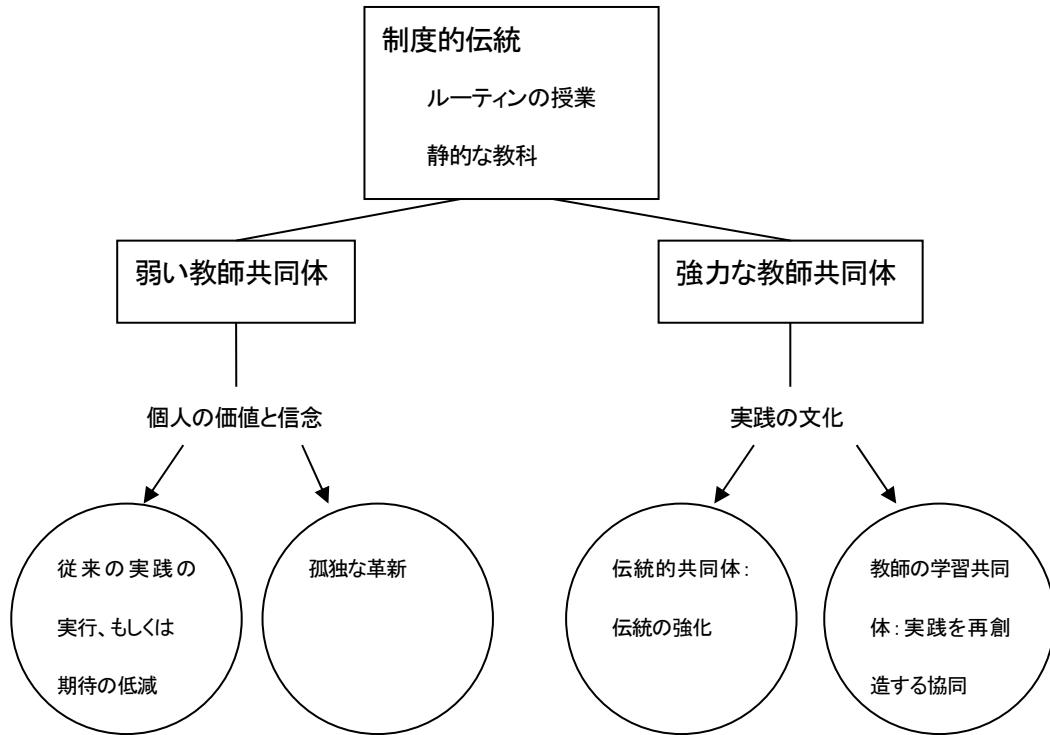 制度的伝統
ルーティンの授業
静的な教科
弱い教師共同体
強力な教師共同体
個人の価値と信念
実践の文化
従来の実践の
実行、もしくは
期待の低減
孤独な革新
伝統的共同体:
伝統の強化
教師の学習共同
体:実践を再創
造する協同